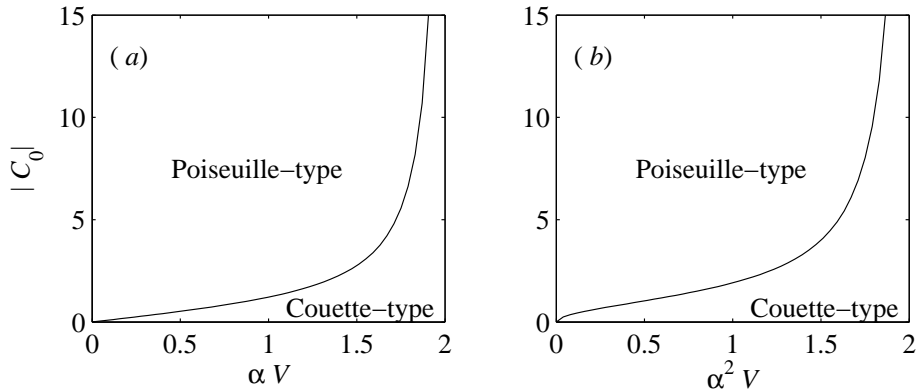 (a)
(b)
15
10
5
0
|C₀|
Poiseuille−type
Couette−type
0 0.5 1 1.5 2
α V
15
10
5
0
Poiseuille−type
Couette−type
0 0.5 1 1.5 2
α² V